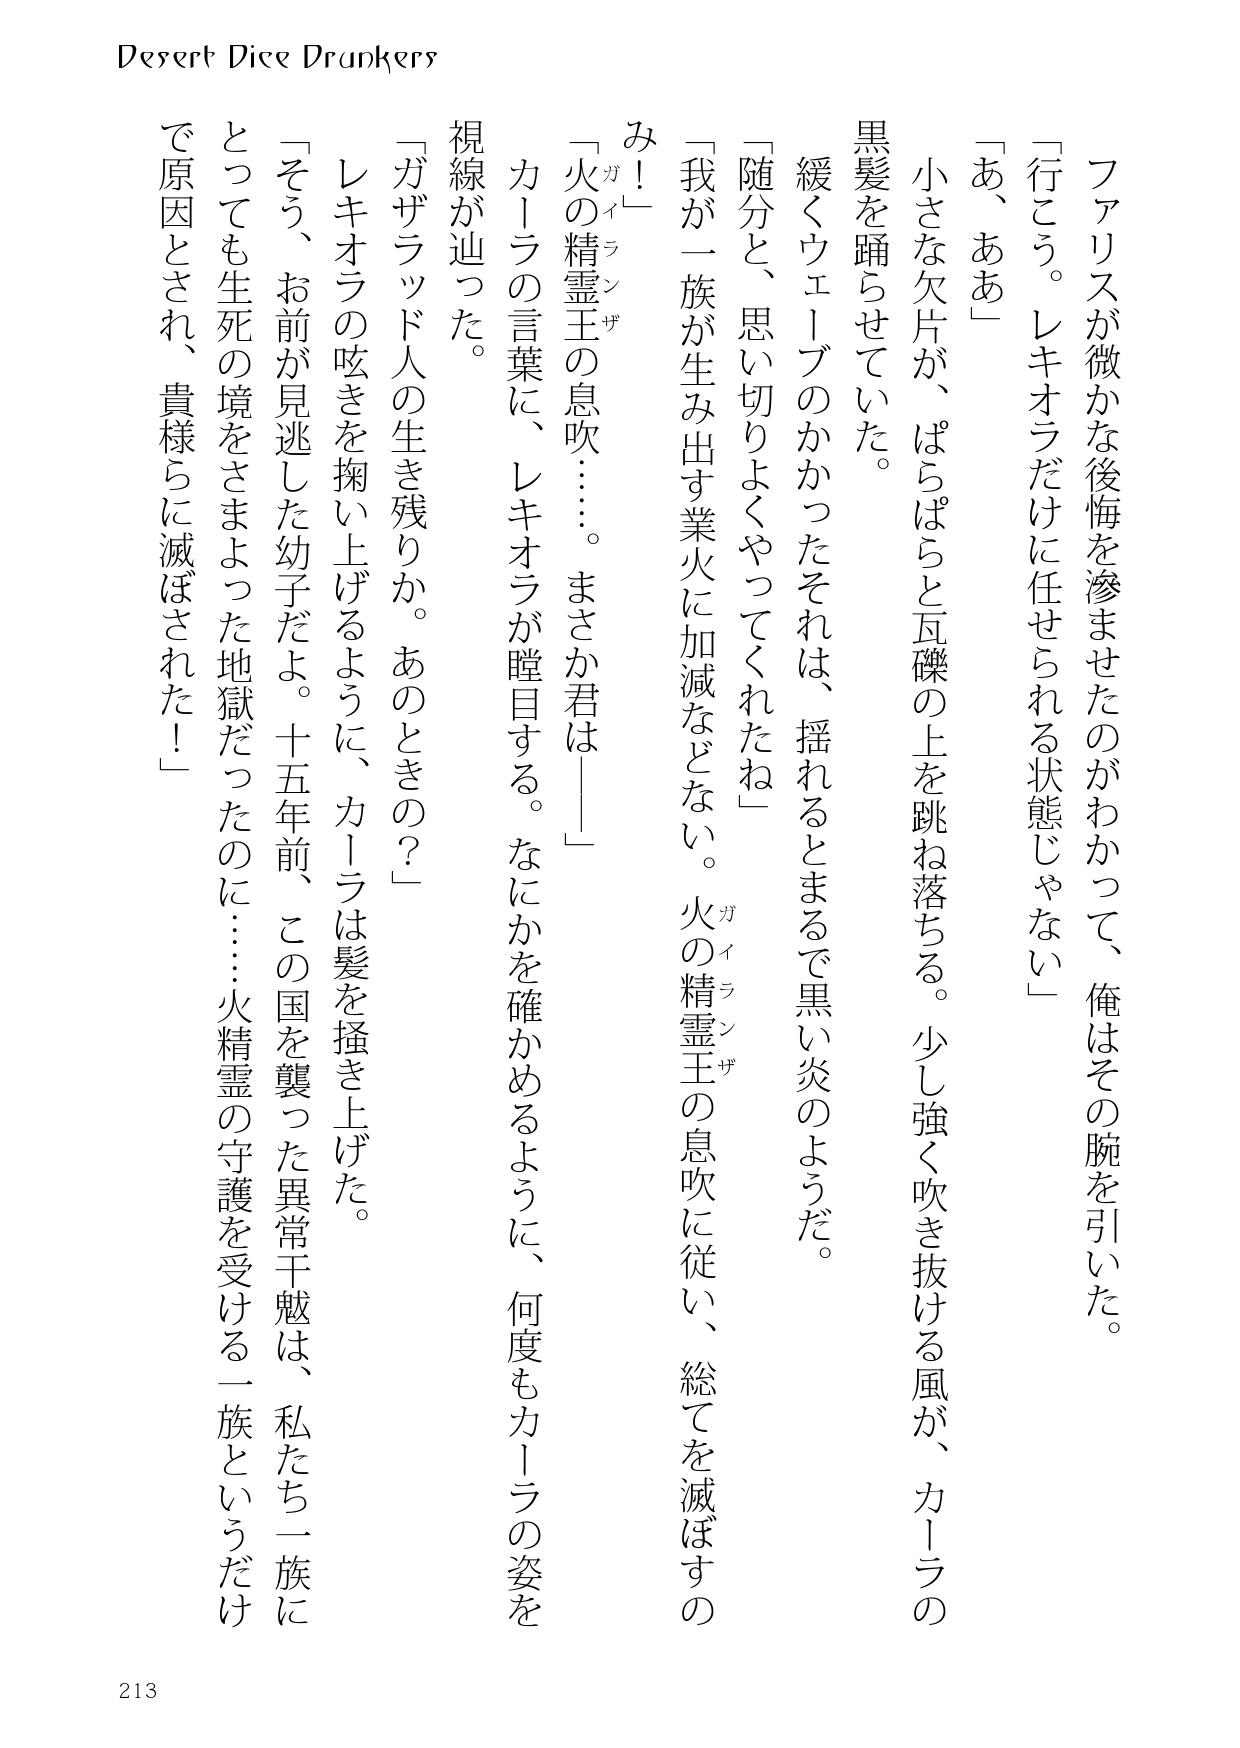 Desert Dice Drunkers
　ファリスが微かな後悔を滲ませたのがわかって、俺はその腕を引いた。
「行こう。レキオラだけに任せられる状態じゃない」
「あ、ああ」
　小さな欠片が、ぱらぱらと瓦礫の上を跳ね落ちる。少し強く吹き抜ける風が、カーラの
黒髪を踊らせていた。
　緩くウェーブのかかったそれは、揺れるとまるで黒い炎のようだ。
「随分と、思い切りよくやってくれたね」
「我が一族が生み出す業火に加減などない。火の精霊王ガイランザの息吹に従い、総てを滅ぼすの
み！」
「火の精霊王ガイランザの息吹……。まさか君は――」
　カーラの言葉に、レキオラが瞠目する。なにかを確かめるように、何度もカーラの姿を
視線が辿った。
「ガザラッド人の生き残りか。あのときの？」
　レキオラの呟きを掬い上げるように、カーラは髪を掻き上げた。
「そう、お前が見逃した幼子だよ。十五年前、この国を襲った異常干魃は、私たち一族に
とっても生死の境をさまよった地獄だったのに……火精霊の守護を受ける一族というだけ
で原因とされ、貴様らに滅ぼされた！」
213